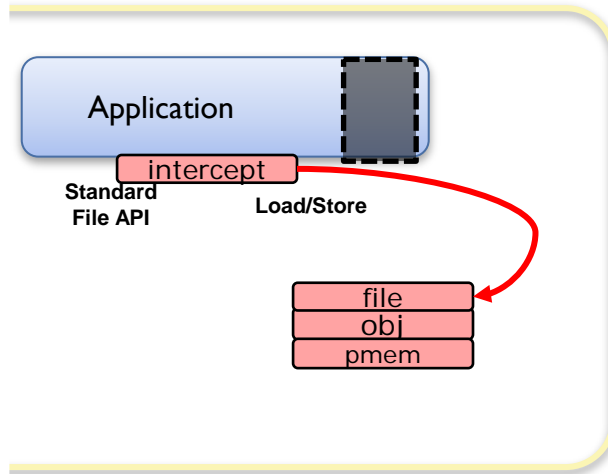 Application
intercept
Standard
File API
Load/Store
file
obj
pmem